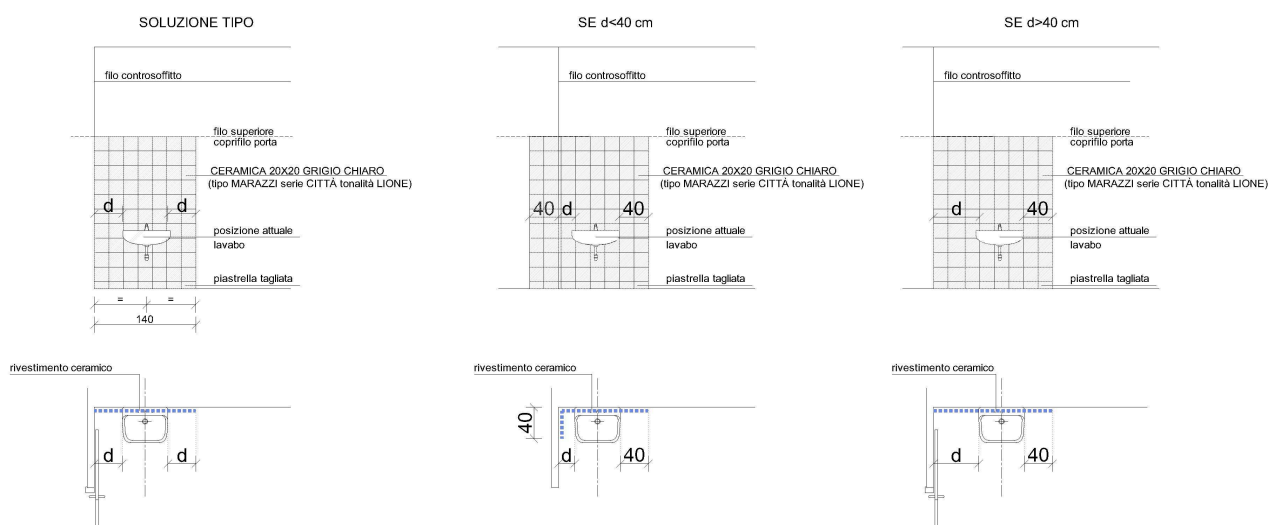 SOLUZIONE TIPO
filo controsoffitto
filo superiore
coprifilo porta
CERAMICA 20X20 GRIGIO CHIARO
(tipo MARAZZI serie CITTÁ tonalità LIONE)
d
d
posizione attuale
lavabo
piastrella tagliata
=
=
140
rivestimento ceramico
d
d
SE d<40 cm
filo controsoffitto
filo superiore
coprifilo porta
CERAMICA 20X20 GRIGIO CHIARO
(tipo MARAZZI serie CITTÁ tonalità LIONE)
40
d
40
posizione attuale
lavabo
piastrella tagliata
rivestimento ceramico
40
d
40
SE d>40 cm
filo controsoffitto
filo superiore
coprifilo porta
CERAMICA 20X20 GRIGIO CHIARO
(tipo MARAZZI serie CITTÁ tonalità LIONE)
d
40
posizione attuale
lavabo
piastrella tagliata
rivestimento ceramico
d
40